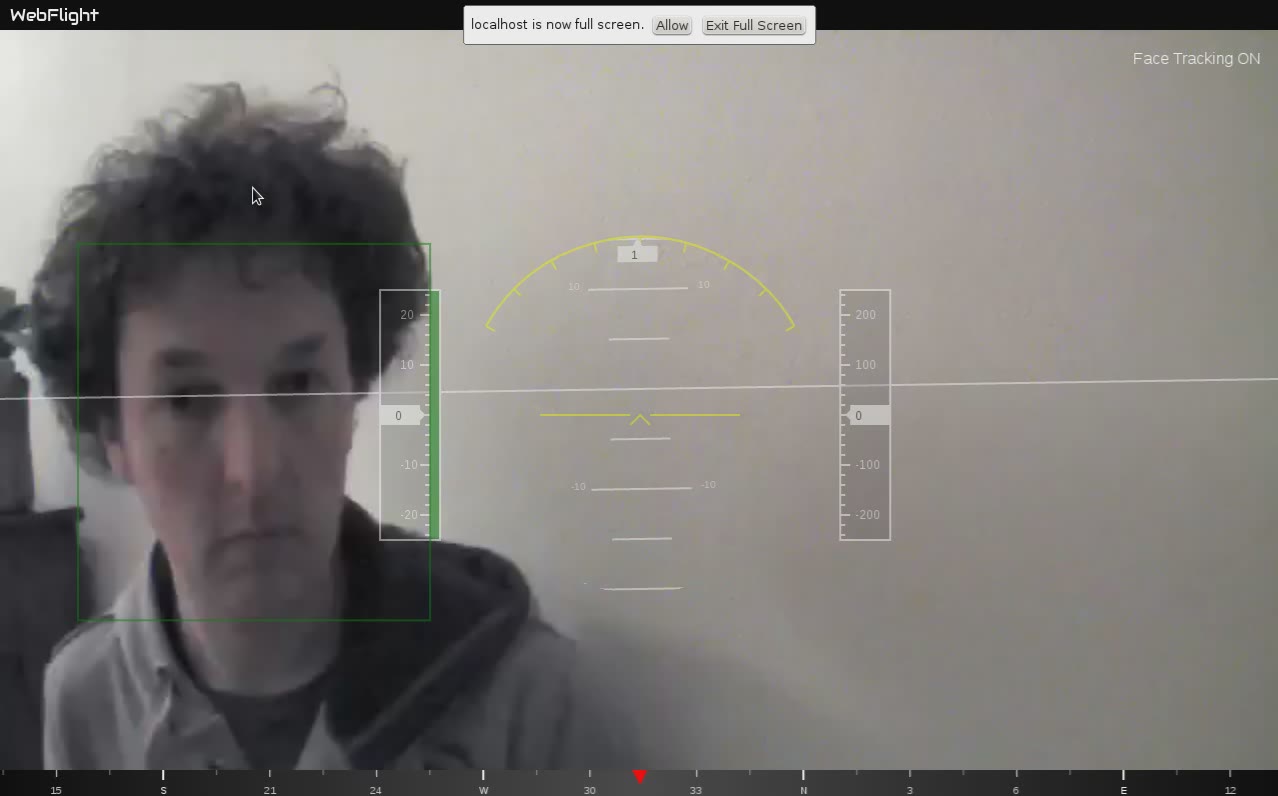 WebFlight
localhost is now full screen. Allow Exit Full Screen
Face Tracking ON
1
10 10
20 200
10 100
0 0
-10 -100
-10 -10
-20 -200
15 S 21 24 W 30 33 N 3 6 E 12